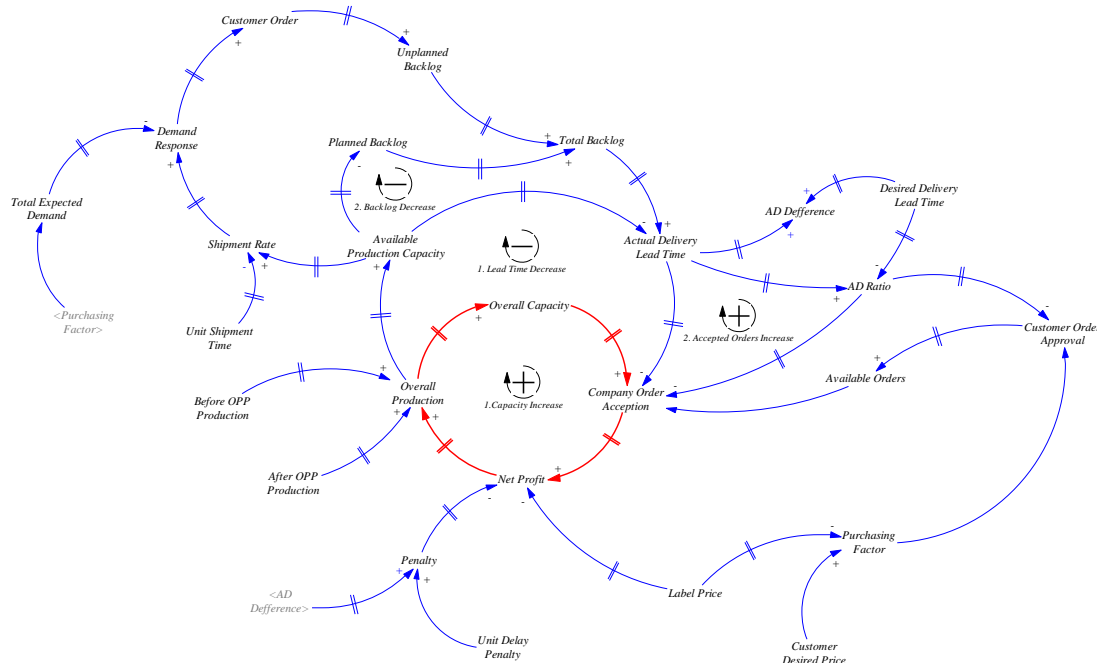 Customer Order
Unplanned
Backlog
Demand
Response
Planned Backlog
Total Backlog
2. Backlog Decrease
Total Expected
Demand
Desired Delivery
Lead Time
AD Defference
Shipment Rate
Available
Production Capacity
Actual Delivery
Lead Time
1. Lead Time Decrease
AD Ratio
<Purchasing
Factor>
Unit Shipment
Time
Overall Capacity
2. Accepted Orders Increase
Customer Order
Approval
Before OPP
Production
Overall
Production
1.Capacity Increase
Company Order
Acception
Available Orders
After OPP
Production
Net Profit
Penalty
Purchasing
Factor
<AD
Defference>
Label Price
Unit Delay
Penalty
Customer
Desired Price